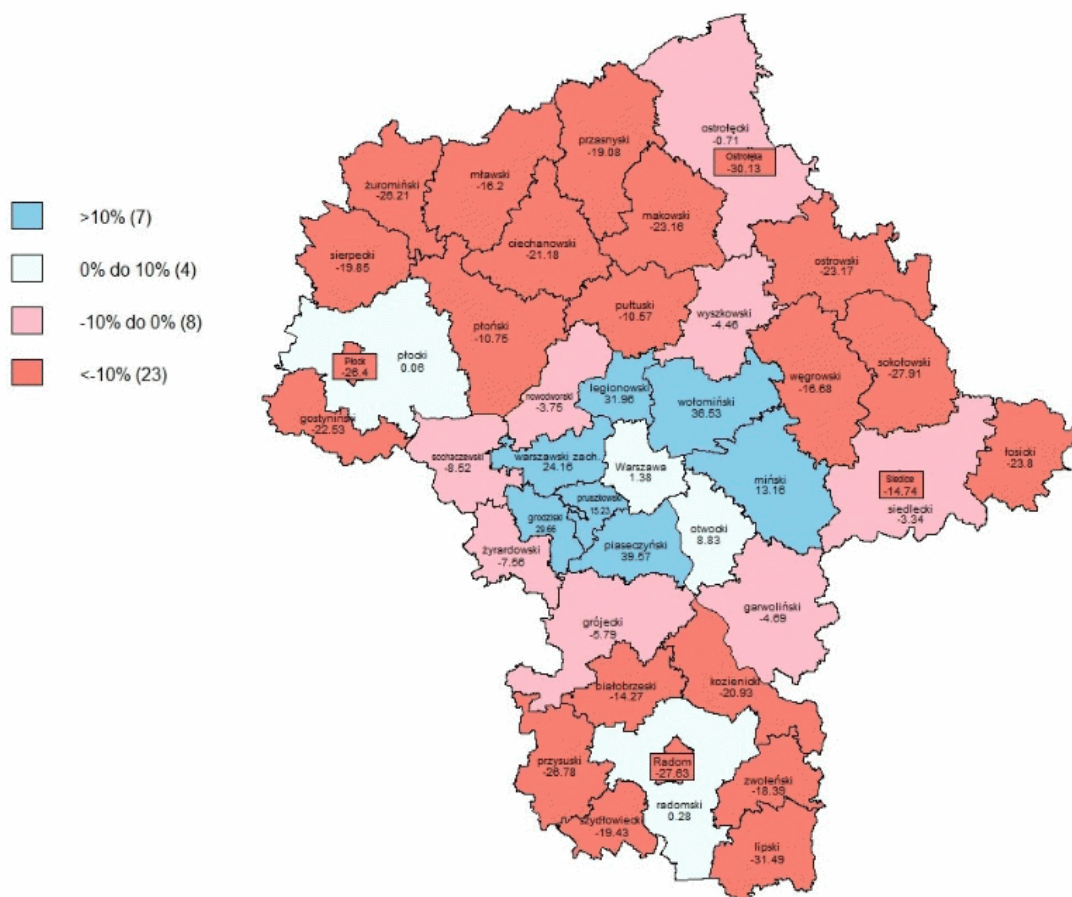 >10% (7)
0% do 10% (4)
-10% do 0% (8)
<-10% (23)
ostrołęcki
-0.71
Ostrołęka
-30.13
przasnyski
-19.08
mławski
-16.2
żuromiński
-26.21
makowski
-23.16
ciechanowski
-21.18
sierpecki
-19.85
ostrowski
-23.17
pułtuski
-10.57
wyszkowski
-4.46
płoński
-10.75
płocki
0.06
Płock
-26.4
sokołowski
-27.91
węgrowski
-16.68
legionowski
31.96
wołomiński
36.53
nowodworski
-3.75
gostyniński
-22.53
sochaczewski
-8.52
warszawski zach.
24.16
Warszawa
1.38
miński
13.16
łosicki
-23.8
Siedlce
-14.74
siedlecki
-3.34
pruszkowski
15.23
grodziski
29.66
otwocki
8.83
piaseczyński
39.57
żyrardowski
-7.56
garwoliński
-4.69
grójecki
-5.79
białobrzeski
-14.27
kozienicki
-20.93
przysuski
-26.78
Radom
-27.63
zwoleński
-18.39
radomski
0.28
szydłowiecki
-19.43
lipski
-31.49